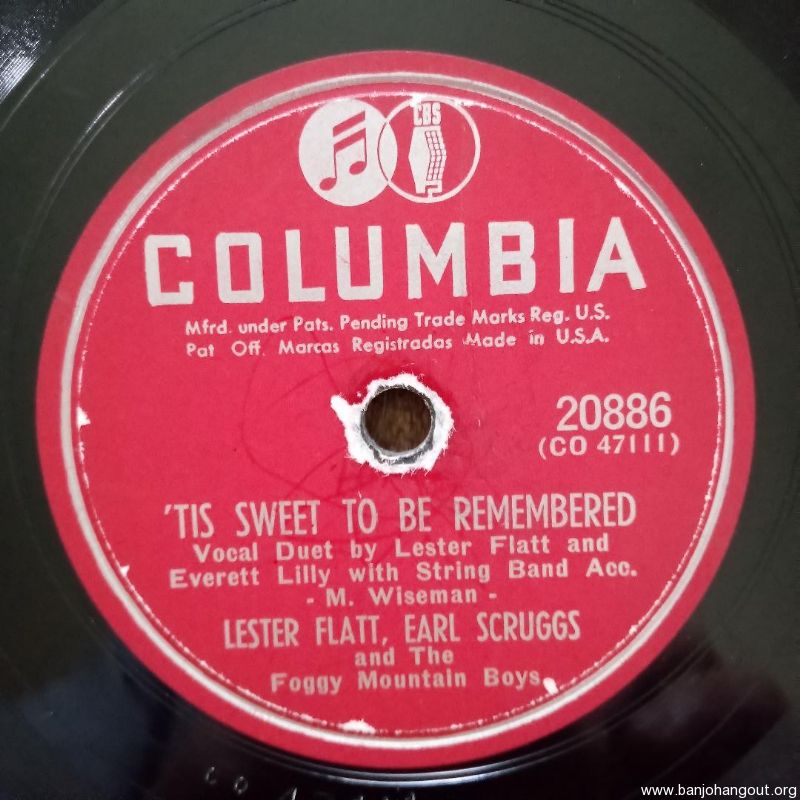 CBS
COLUMBIA
Mfrd. under Pats. Pending Trade Marks Reg. U.S.
Pat Off. Marcas Registradas Made in U.S.A.
20886
(CO 47111)
'TIS SWEET TO BE REMEMBERED
Vocal Duet by Lester Flatt and
Everett Lilly with String Band Acc.
- M. Wiseman -
LESTER FLATT, EARL SCRUGGS
and The
Foggy Mountain Boys
www.banjohangout.org